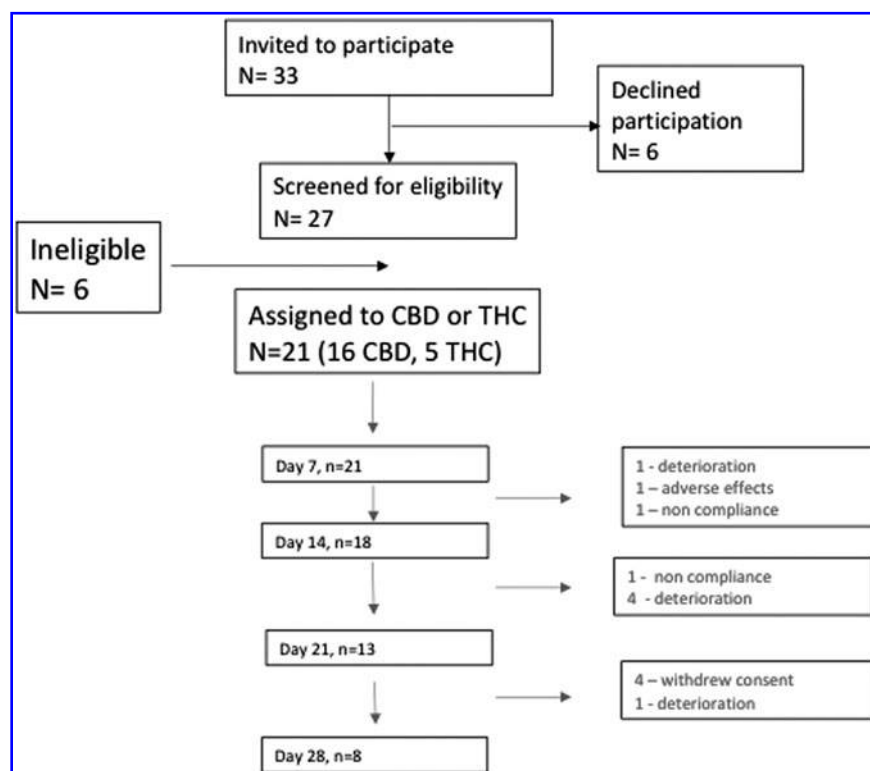 Invited to participate
N= 33
Declined
participation
N= 6
Screened for eligibility
N= 27
Ineligible
N= 6
Assigned to CBD or THC
N=21 (16 CBD, 5 THC)
Day 7, n=21
1 - deterioration
1 – adverse effects
1 – non compliance
Day 14, n=18
1 - non compliance
4 - deterioration
Day 21, n=13
4 – withdrew consent
1 - deterioration
Day 28, n=8